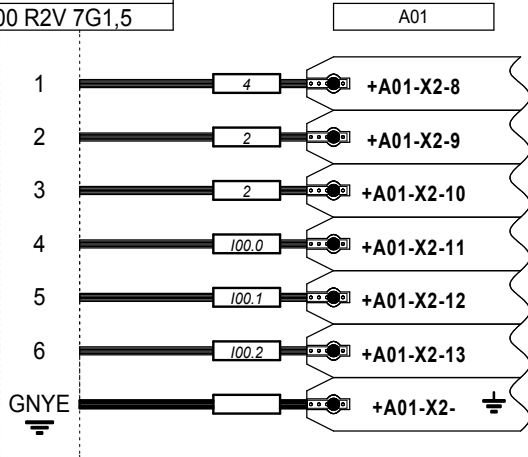 00 R2V 7G1,5
A01
1 4 +A01-X2-8
2 2 +A01-X2-9
3 2 +A01-X2-10
4 I00.0 +A01-X2-11
5 I00.1 +A01-X2-12
6 I00.2 +A01-X2-13
GNYE +A01-X2-